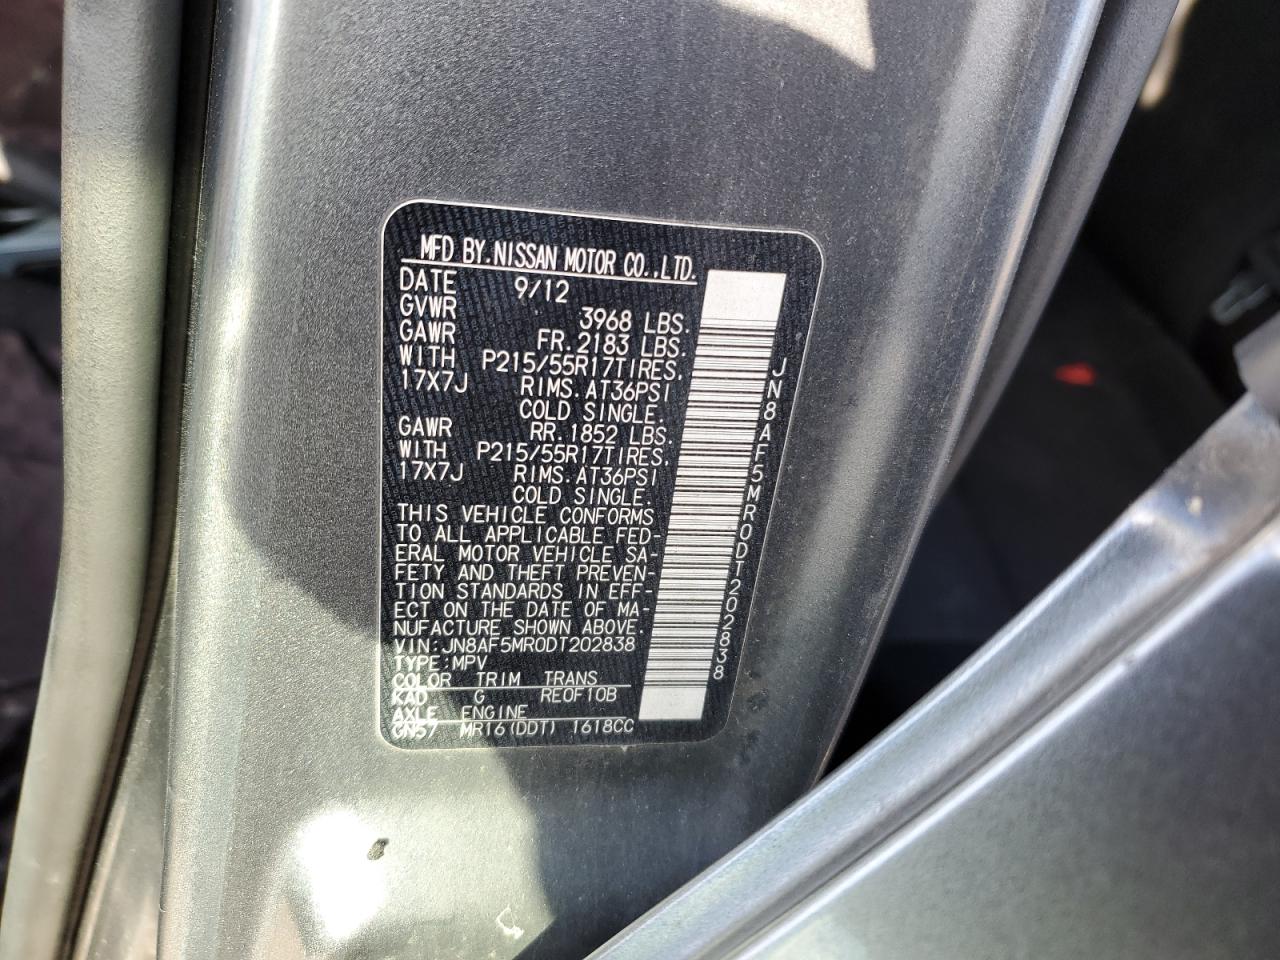 MFD BY.NISSAN MOTOR CO.,LTD.
DATE 9/12
GVWR 3968 LBS.
GAWR FR.2183 LBS.
WITH P215/55R17TIRES,
17X7J RIMS.AT36PSI
COLD SINGLE.
GAWR RR.1852 LBS.
WITH P215/55R17TIRES,
17X7J RIMS.AT36PSI
COLD SINGLE.
THIS VEHICLE CONFORMS
TO ALL APPLICABLE FED-
ERAL MOTOR VEHICLE SA-
FETY AND THEFT PREVEN-
TION STANDARDS IN EFF-
ECT ON THE DATE OF MA-
NUFACTURE SHOWN ABOVE.
VIN:JN8AF5MR0DT202838
TYPE:MPV
COLOR TRIM TRANS
KAD G RE0F10B
AXLE ENGINE
GN57 MR16(DDT) 1618CC
JN8AF5MR0DT202838